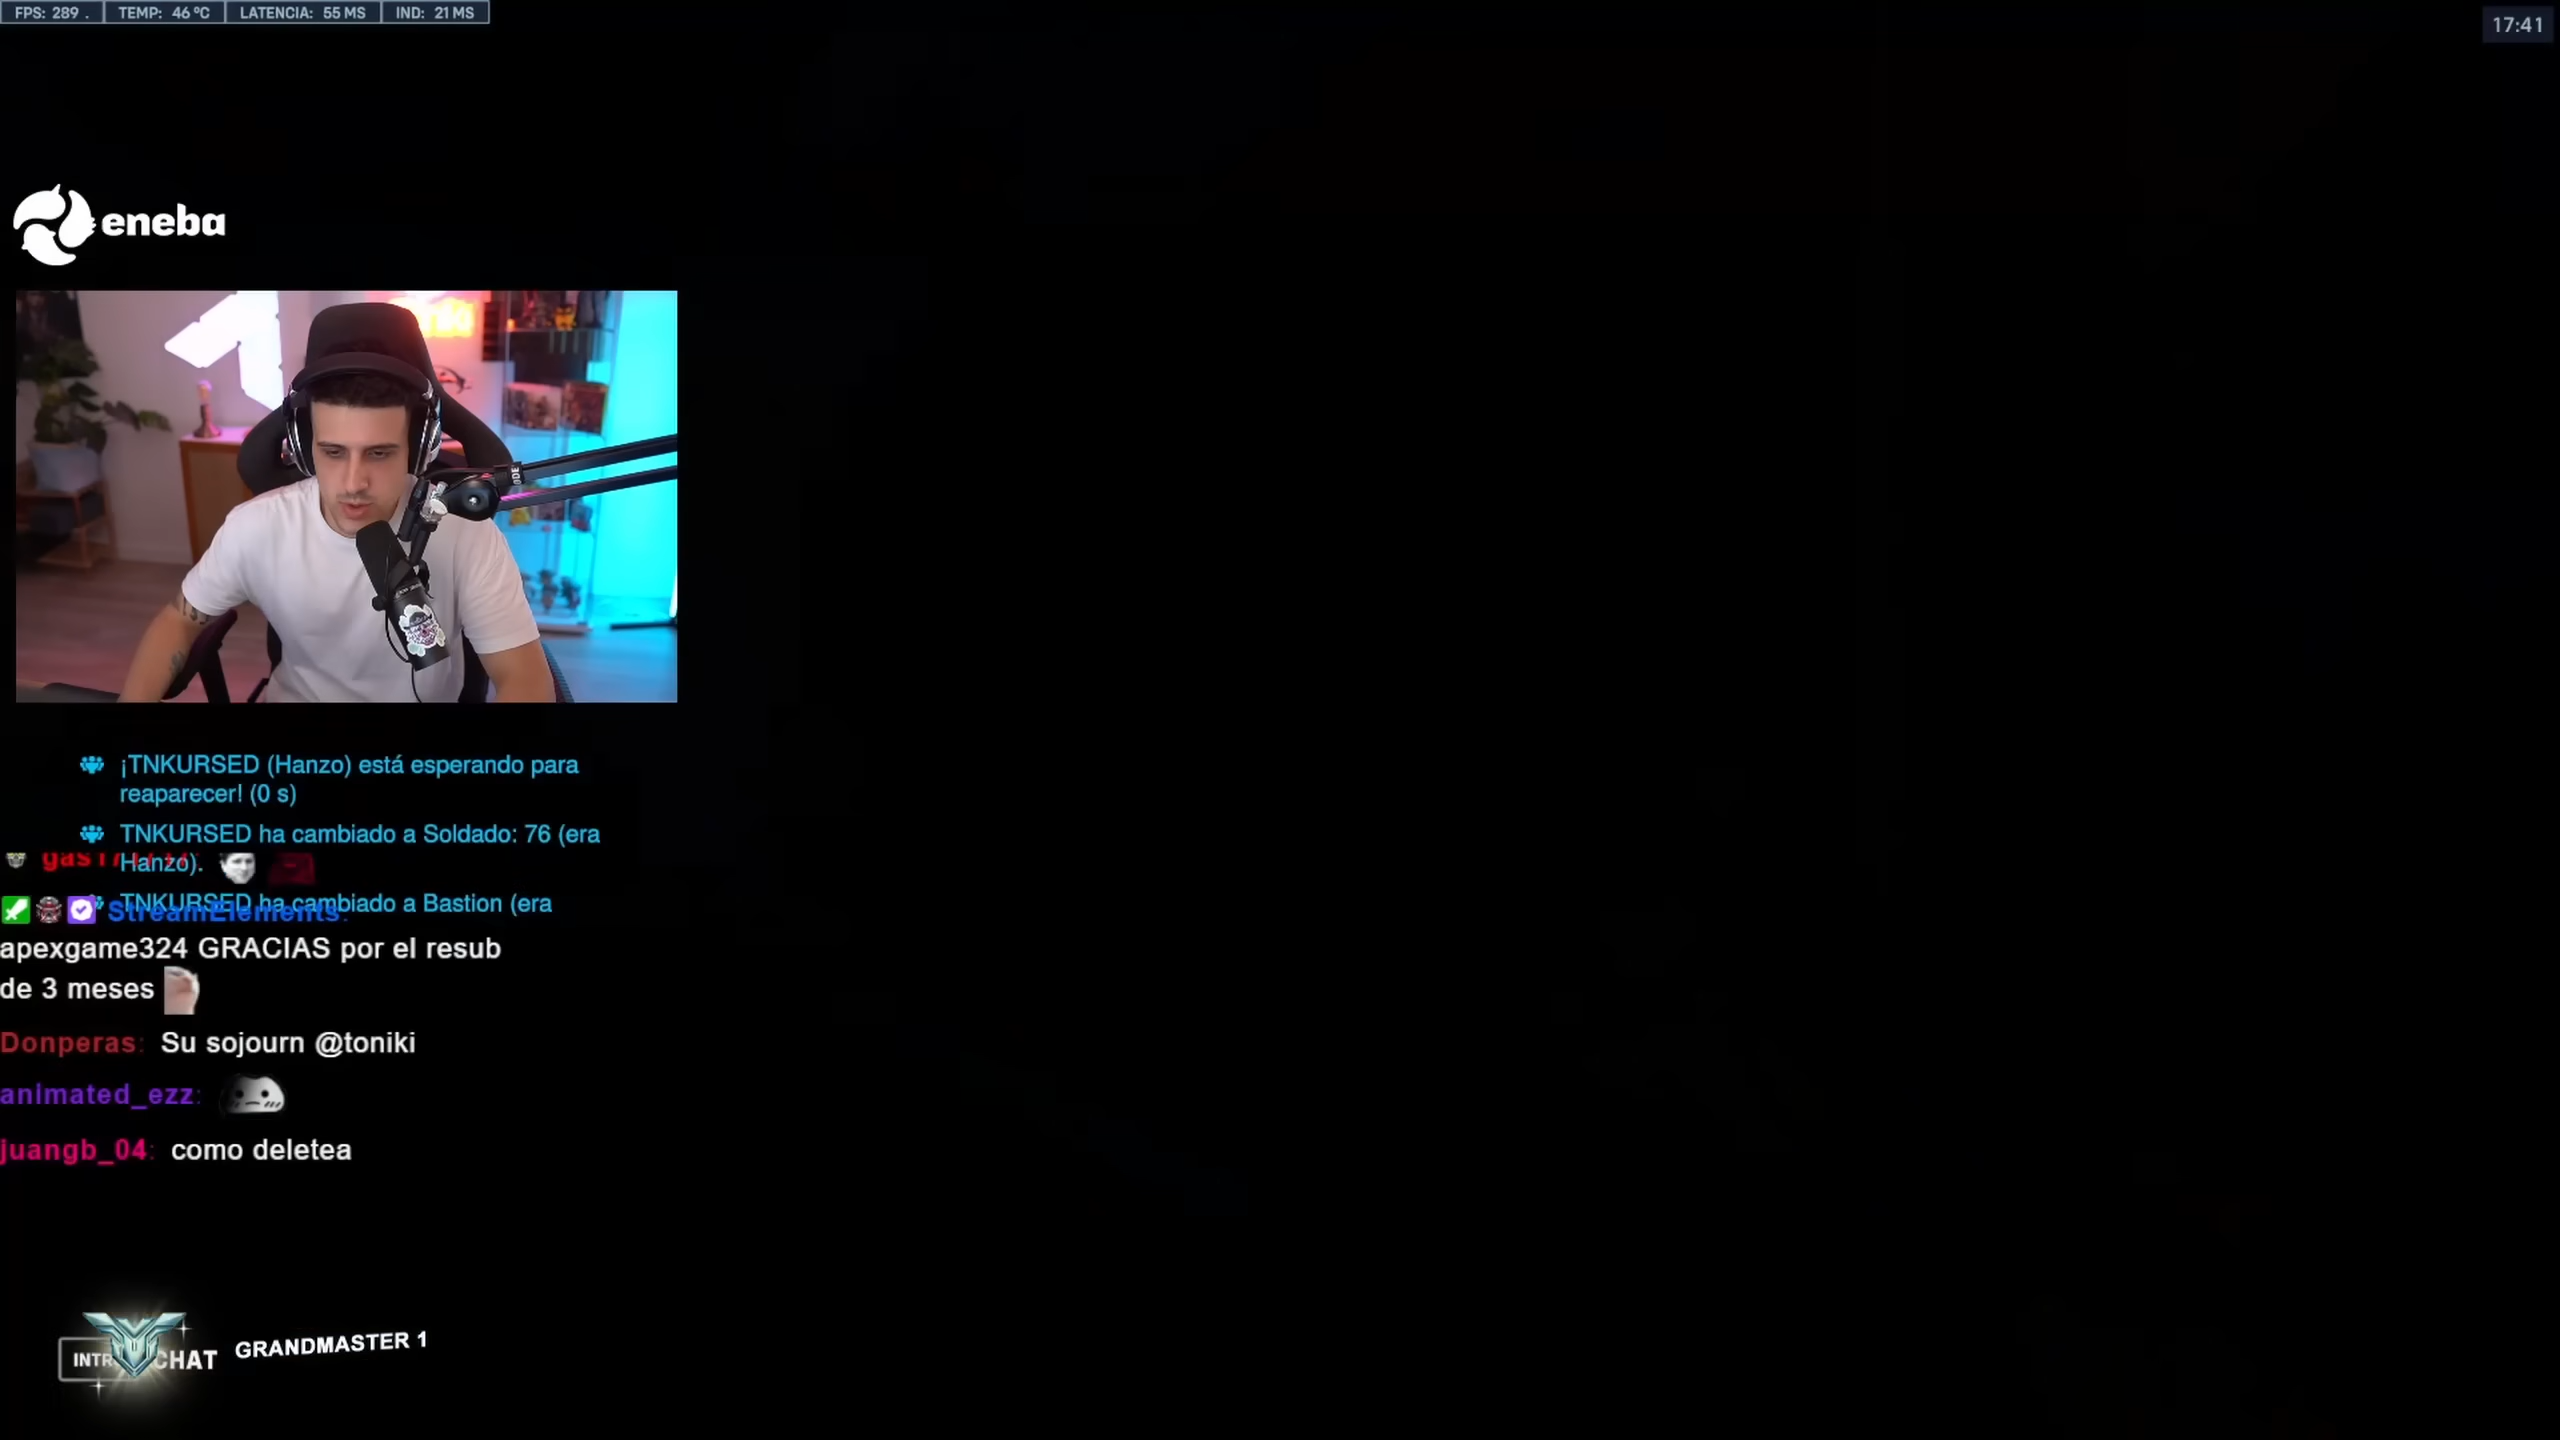 FPS: 289 . TEMP: 46 ºC LATENCIA: 55 MS IND: 21 MS
17:41
eneba
¡TNKURSED (Hanzo) está esperando para
reaparecer! (0 s)
TNKURSED ha cambiado a Soldado: 76 (era
Hanzo).
TNKURSED ha cambiado a Bastion (era
StreamElements:
apexgame324 GRACIAS por el resub
de 3 meses
Donperas: Su sojourn @toniki
animated_ezz:
juangb_04: como deletea
CHAT
GRANDMASTER 1